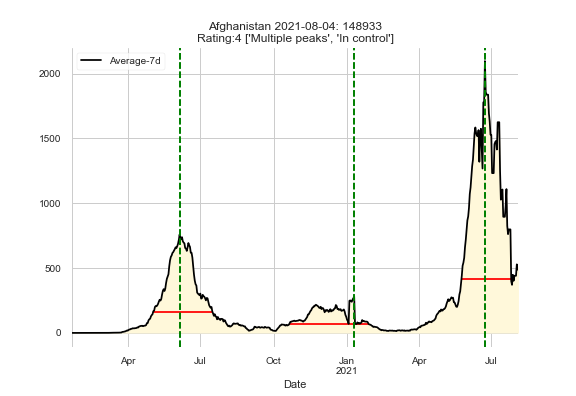 Afghanistan 2021-08-04: 148933
Rating:4 ['Multiple peaks', 'In control']
Average-7d
2000
1500
1000
500
0
Apr Jul Oct Jan Apr Jul
2021
Date